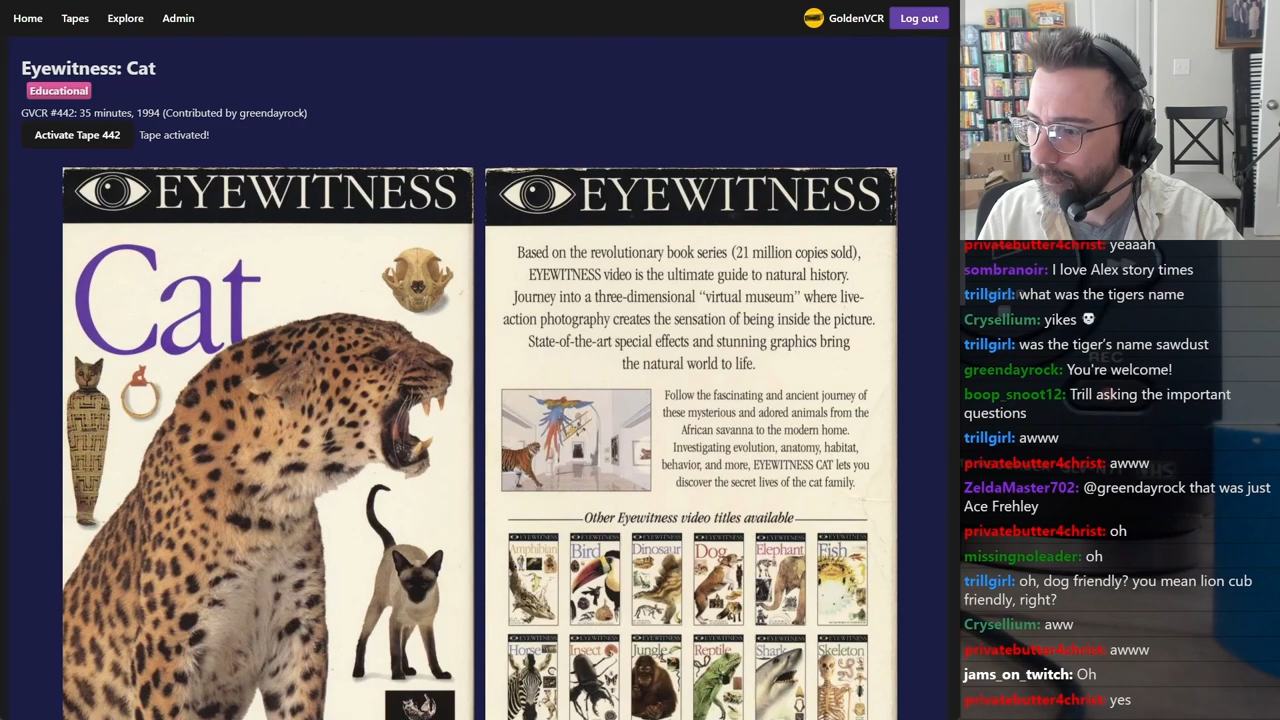 Home Tapes Explore Admin GoldenVCR Log out
Eyewitness: Cat
Educational
GVCR #442: 35 minutes, 1994 (Contributed by greendayrock)
Activate Tape 442 Tape activated!
EYEWITNESS
Cat
EYEWITNESS
Based on the revolutionary book series (21 million copies sold),
EYEWITNESS video is the ultimate guide to natural history.
Journey into a three-dimensional “virtual museum” where live-
action photography creates the sensation of being inside the picture.
State-of-the-art special effects and stunning graphics bring
the natural world to life.
Follow the fascinating and ancient journey of
these mysterious and adored animals from the
African savanna to the modern home.
Investigating evolution, anatomy, habitat,
behavior, and more, EYEWITNESS CAT lets you
discover the secret lives of the cat family.
Other Eyewitness video titles available
Amphibian Bird Dinosaur Dog Elephant Fish
Horse Insect Jungle Reptile Shark Skeleton
privatebutter4christ: yeaaah
sombranoir: I love Alex story times
trillgirl: what was the tigers name
Crysellium: yikes
trillgirl: was the tiger's name sawdust
greendayrock: You're welcome!
boop_snoot12: Trill asking the important
questions
trillgirl: awww
privatebutter4christ: awww
ZeldaMaster702: @greendayrock that was just
Ace Frehley
privatebutter4christ: oh
missingnoleader: oh
trillgirl: oh, dog friendly? you mean lion cub
friendly, right?
Crysellium: aww
privatebutter4christ: awww
jams_on_twitch: Oh
privatebutter4christ: yes
REC